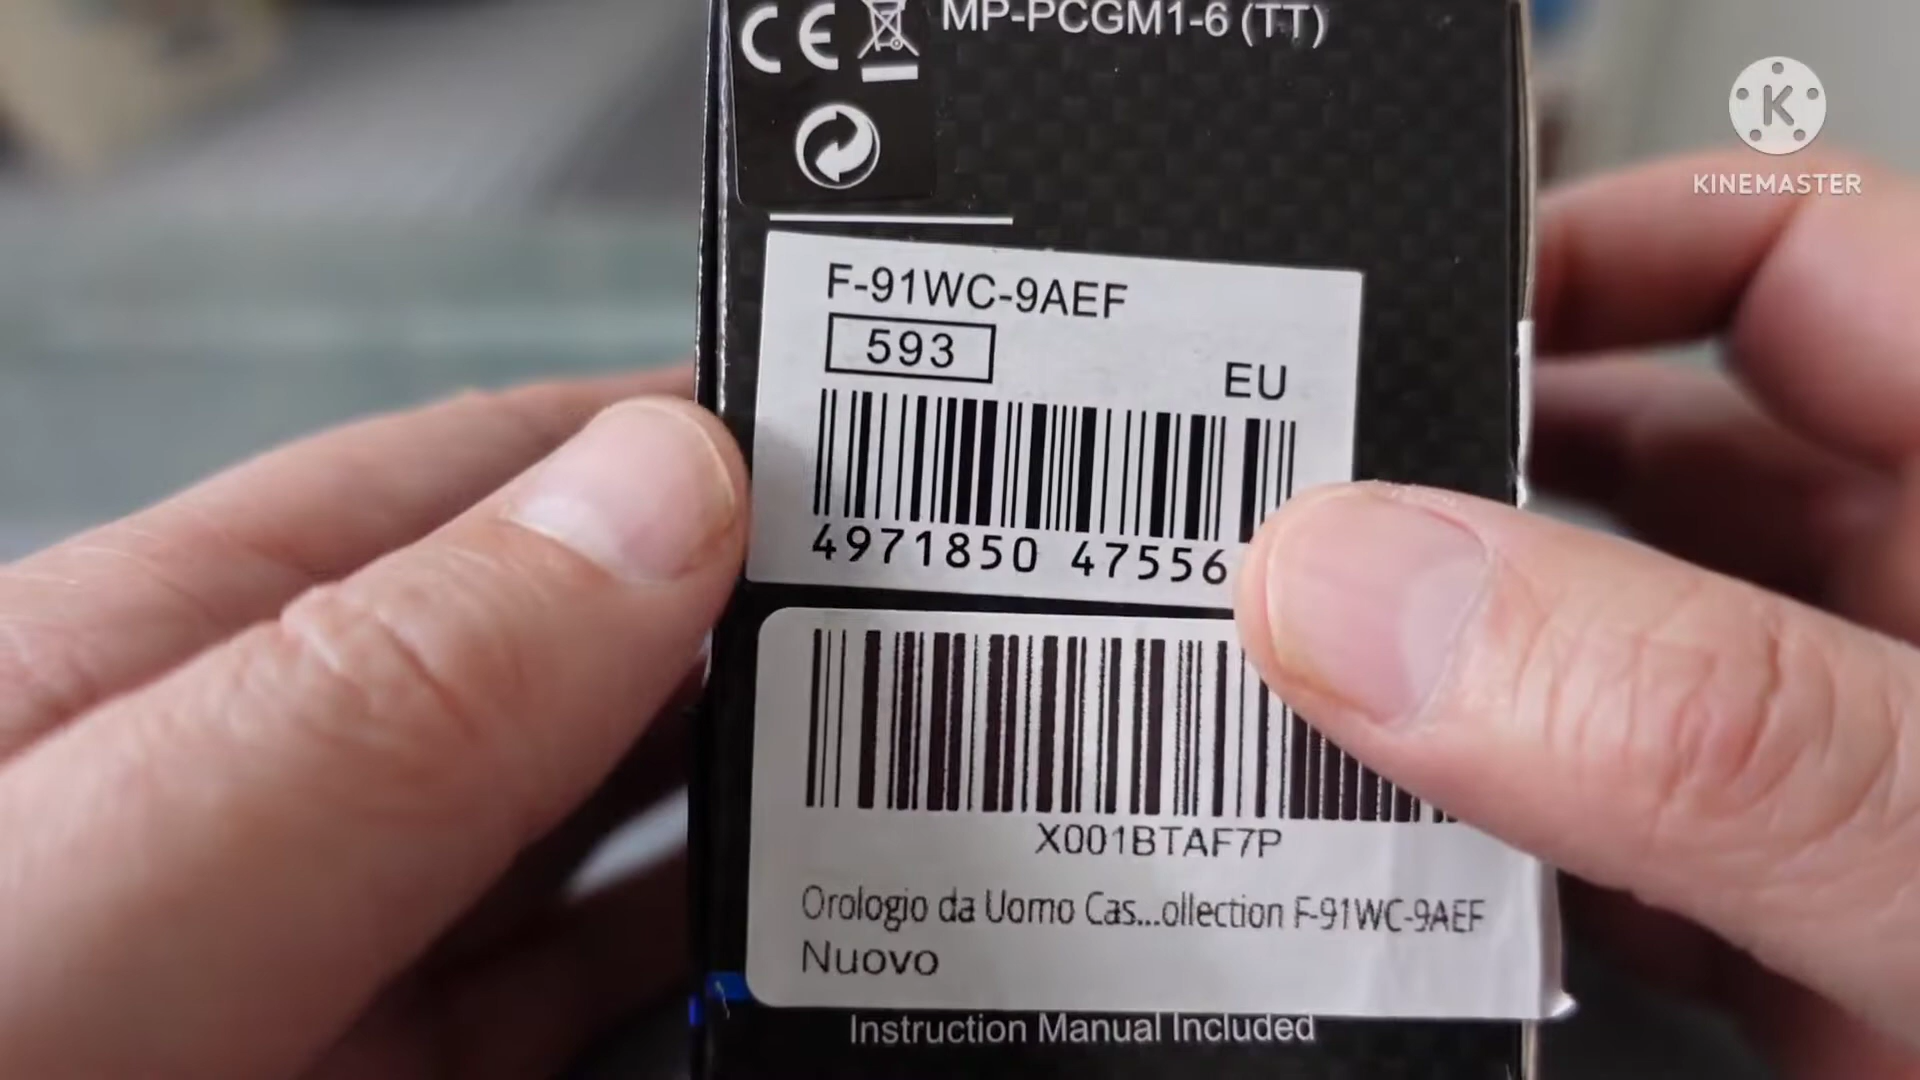 CE
MP-PCGM1-6 (TT)
KINEMASTER
F-91WC-9AEF
593
EU
4971850 47556
X001BTAF7P
Orologio da Uomo Cas...ollection F-91WC-9AEF
Nuovo
Instruction Manual Included